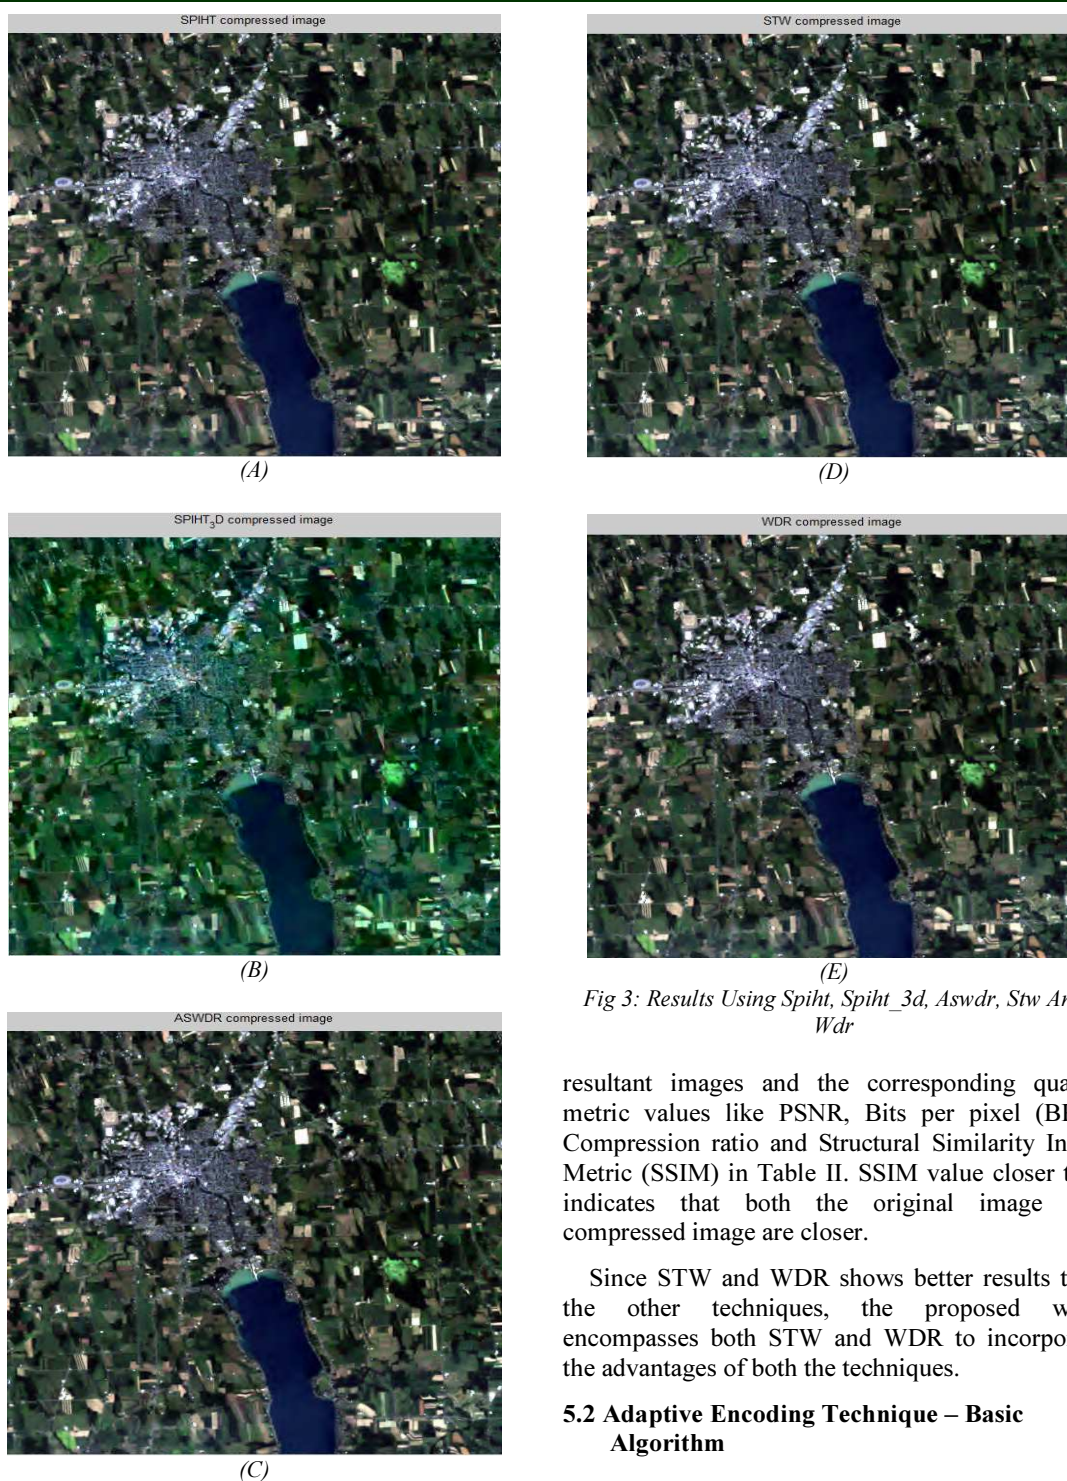 SPIHT compressed image
(A)
SPIHT3D compressed image
(B)
ASWDR compressed image
(C)
STW compressed image
(D)
WDR compressed image
(E)
Fig 3: Results Using Spiht, Spiht_3d, Aswdr, Stw
Wdr
resultant images and the corresponding
metric values like PSNR, Bits per pixel
Compression ratio and Structural Similarity
Metric (SSIM) in Table II. SSIM value closer
indicates that both the original image
compressed image are closer.
Since STW and WDR shows better results
the other techniques, the proposed
encompasses both STW and WDR to
the advantages of both the techniques.
5.2 Adaptive Encoding Technique – Basic
Algorithm